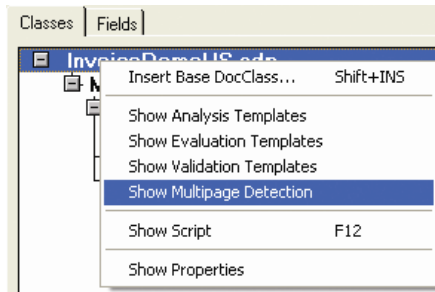 Classes Fields
InvoiceDemoUS.sdp
Insert Base DocClass... Shift+INS
Show Analysis Templates
Show Evaluation Templates
Show Validation Templates
Show Multipage Detection
Show Script F12
Show Properties